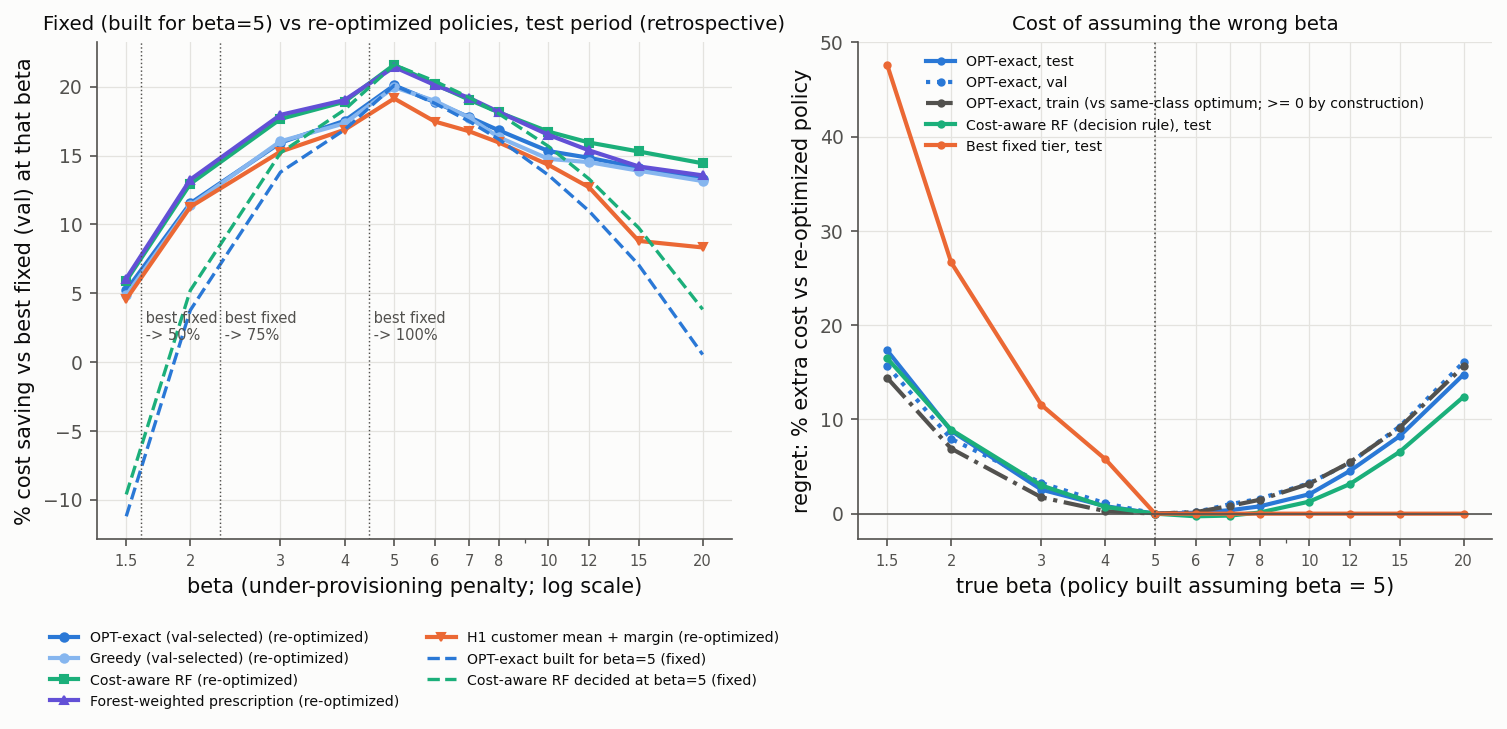 Fixed (built for beta=5) vs re-optimized policies, test period (retrospective)
% cost saving vs best fixed (val) at that beta
20
15
10
5
0
−5
−10
best fixed
-> 50%
best fixed
-> 75%
best fixed
-> 100%
1.5 2 3 4 5 6 7 8 10 12 15 20
beta (under-provisioning penalty; log scale)
OPT-exact (val-selected) (re-optimized)
Greedy (val-selected) (re-optimized)
Cost-aware RF (re-optimized)
Forest-weighted prescription (re-optimized)
H1 customer mean + margin (re-optimized)
OPT-exact built for beta=5 (fixed)
Cost-aware RF decided at beta=5 (fixed)
Cost of assuming the wrong beta
regret: % extra cost vs re-optimized policy
50
40
30
20
10
0
OPT-exact, test
OPT-exact, val
OPT-exact, train (vs same-class optimum; >= 0 by construction)
Cost-aware RF (decision rule), test
Best fixed tier, test
1.5 2 3 4 5 6 7 8 10 12 15 20
true beta (policy built assuming beta = 5)